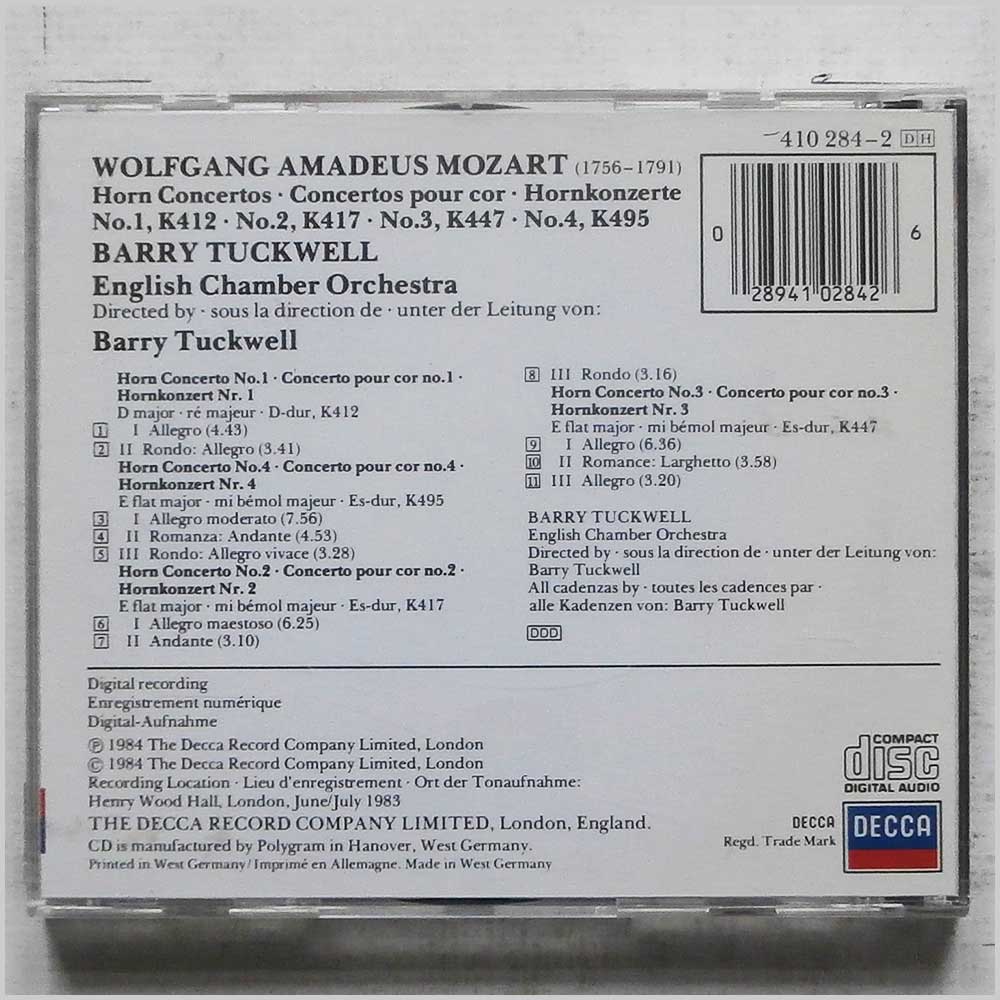 410 284-2 DH
WOLFGANG AMADEUS MOZART (1756-1791)
Horn Concertos · Concertos pour cor · Hornkonzerte
No.1, K412 · No.2, K417 · No.3, K447 · No.4, K495
BARRY TUCKWELL
English Chamber Orchestra
Directed by · sous la direction de · unter der Leitung von:
Barry Tuckwell
0 28941 02842 6
Horn Concerto No.1 · Concerto pour cor no.1 ·
Hornkonzert Nr. 1
D major · ré majeur · D-dur, K412
1 I Allegro (4.43)
2 II Rondo: Allegro (3.41)
Horn Concerto No.4 · Concerto pour cor no.4 ·
Hornkonzert Nr. 4
E flat major · mi bémol majeur · Es-dur, K495
3 I Allegro moderato (7.56)
4 II Romanza: Andante (4.53)
5 III Rondo: Allegro vivace (3.28)
Horn Concerto No.2 · Concerto pour cor no.2 ·
Hornkonzert Nr. 2
E flat major · mi bémol majeur · Es-dur, K417
6 I Allegro maestoso (6.25)
7 II Andante (3.10)
8 III Rondo (3.16)
Horn Concerto No.3 · Concerto pour cor no.3 ·
Hornkonzert Nr. 3
E flat major · mi bémol majeur · Es-dur, K447
9 I Allegro (6.36)
10 II Romance: Larghetto (3.58)
11 III Allegro (3.20)
BARRY TUCKWELL
English Chamber Orchestra
Directed by · sous la direction de · unter der Leitung von:
Barry Tuckwell
All cadenzas by · toutes les cadences par ·
alle Kadenzen von: Barry Tuckwell
DDD
Digital recording
Enregistrement numérique
Digital-Aufnahme
℗ 1984 The Decca Record Company Limited, London
© 1984 The Decca Record Company Limited, London
Recording Location · Lieu d'enregistrement · Ort der Tonaufnahme:
Henry Wood Hall, London, June/July 1983
THE DECCA RECORD COMPANY LIMITED, London, England.
CD is manufactured by Polygram in Hanover, West Germany.
Printed in West Germany/Imprimé en Allemagne. Made in West Germany
COMPACT
disc
DIGITAL AUDIO
DECCA
Regd. Trade Mark
DECCA